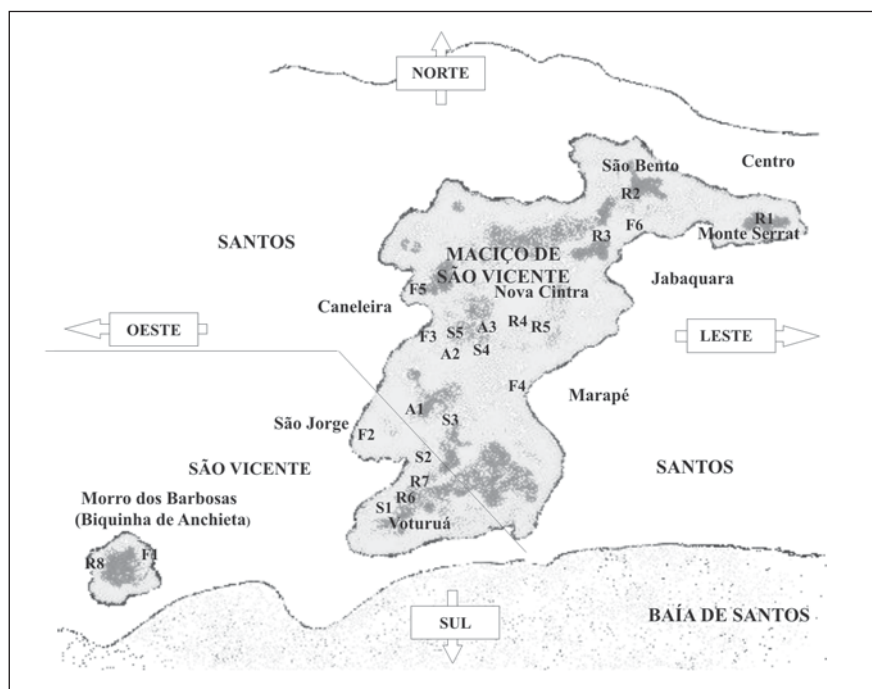 NORTE
São Bento
Centro
R2
R1
F6
Monte Serrat
R3
SANTOS
MACIÇO DE
SÃO VICENTE
Jabaquara
F5
Nova Cintra
Caneleira
OESTE
F3
S5
A3
R4
R5
LESTE
A2
S4
F4
Marapé
A1
S3
São Jorge
F2
S2
SÃO VICENTE
SANTOS
R7
Morro dos Barbosas
(Biquinha de Anchieta)
R6
S1
Voturuá
R8
F1
SUL
BAÍA DE SANTOS